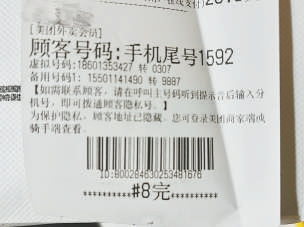 [美团外卖会员]
顾客号码:手机尾号1592
虚拟号码:18601353427 转 0307
备用号码1: 15501141490 转 9887
[如需联系顾客, 请在呼叫主号码听到提示音后输入分
机号, 即可拨通顾客隐私号。]
为保护隐私, 顾客地址已隐藏, 您可登录美团商家端或
骑手端查看.
ID:800284630253481676
**********#8完**********